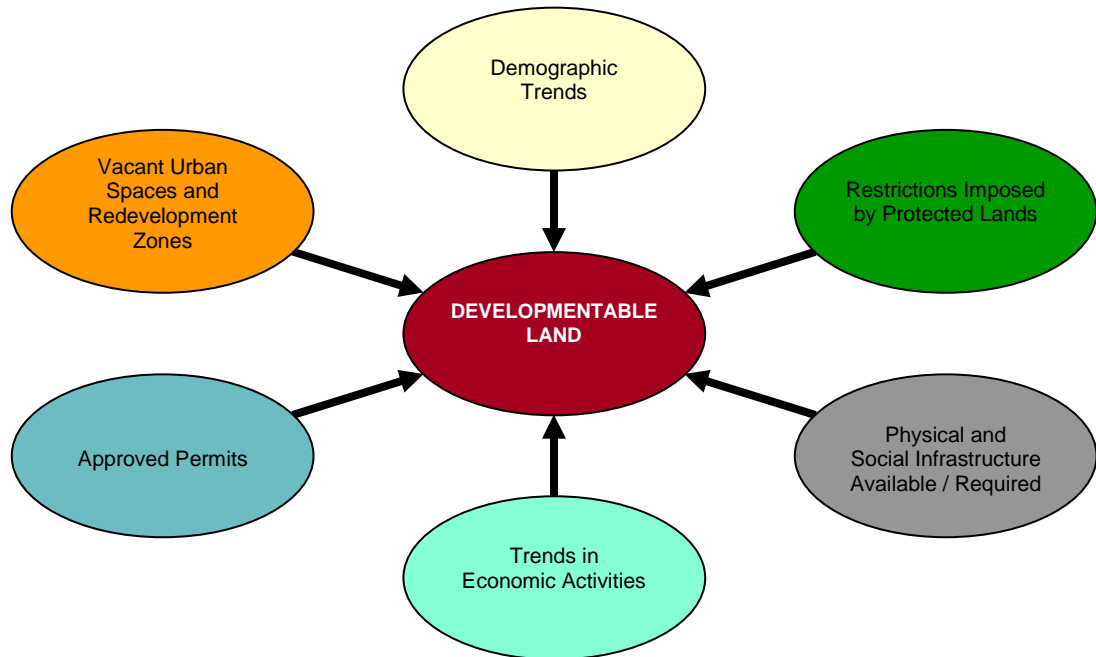 Demographic
Trends
Vacant Urban
Spaces and
Redevelopment
Zones
Restrictions Imposed
by Protected Lands
DEVELOPMENTABLE
LAND
Approved Permits
Physical and
Social Infrastructure
Available / Required
Trends in
Economic Activities